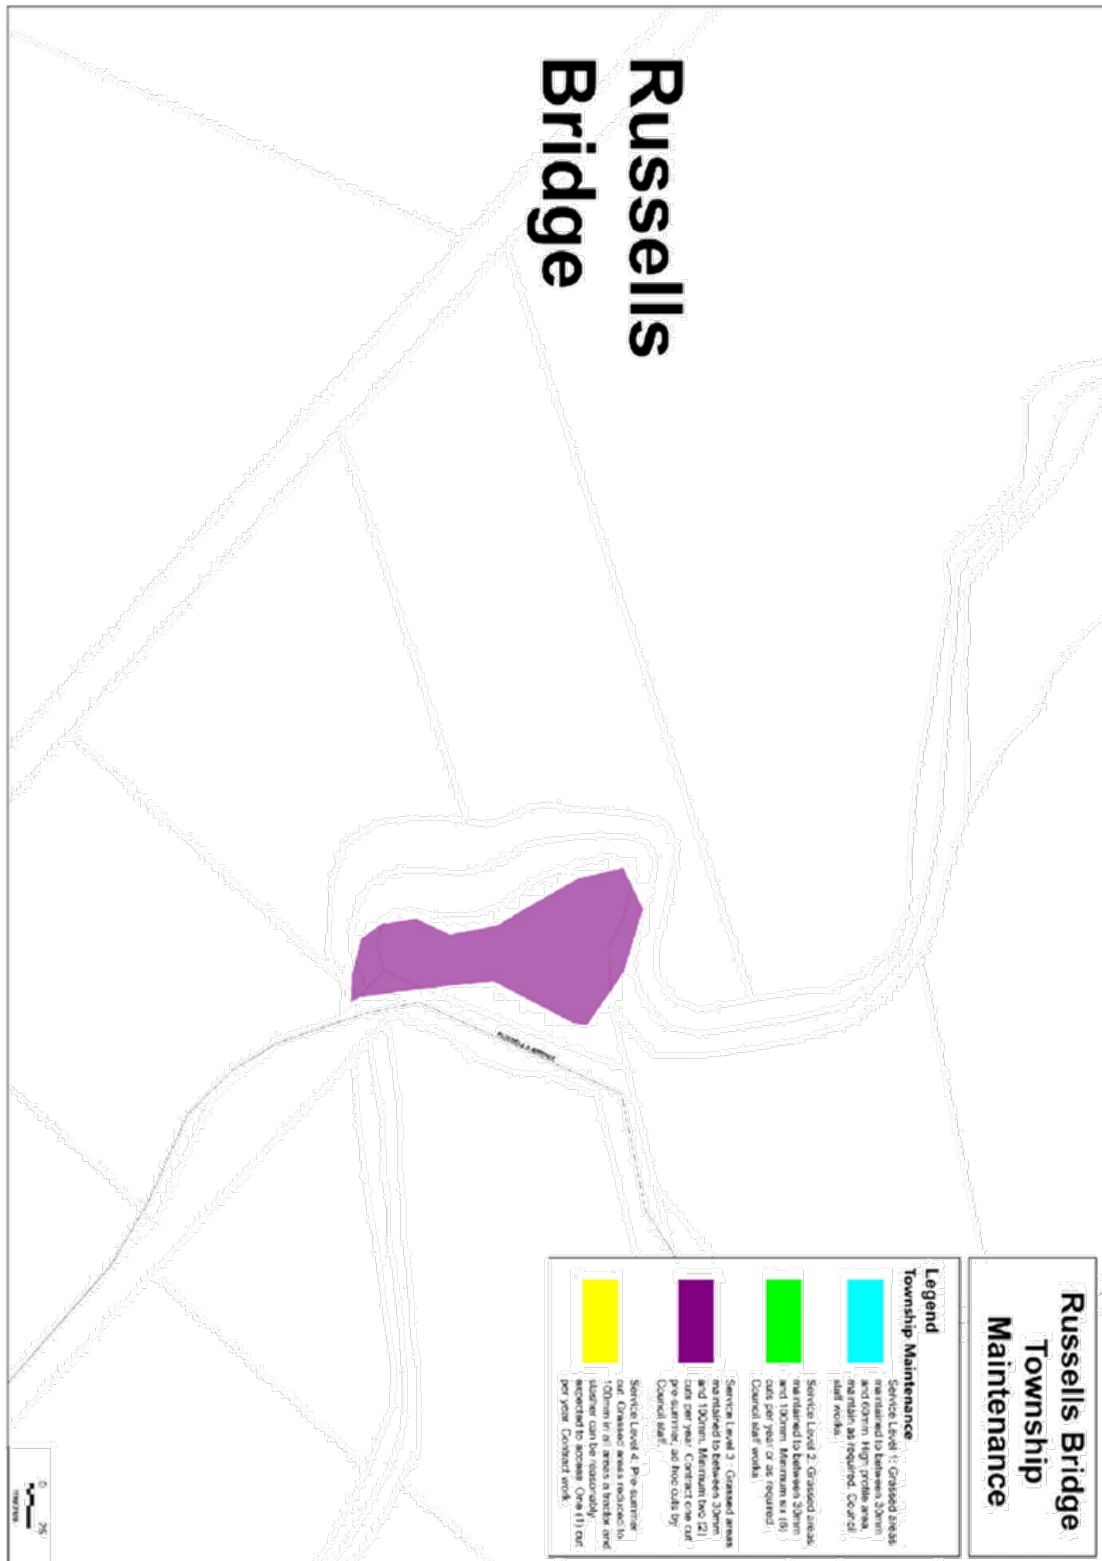 Russells
Bridge
Russells Bridge
Township
Maintenance
Legend
Township Maintenance
Service Level 1: Grassed areas
maintained to between 30mm
and 60mm. High profile area,
maintain as required. Council
staff works.
Service Level 2: Grassed areas
maintained to between 30mm
and 100mm. Minimum six (6)
cuts per year or as required.
Council staff works
Service Level 3 : Grassed areas
maintained to between 30mm
and 100mm. Minimum two (2)
cuts per year. Contract one cut
pre-summer, ad-hoc cuts by
Council staff.
Service Level 4: Pre-summer
cut. Grassed areas reduced to
100mm in all areas a tractor and
slasher can be reasonably
expected to access. One (1) cut
per year. Contract work.
0 25
metres